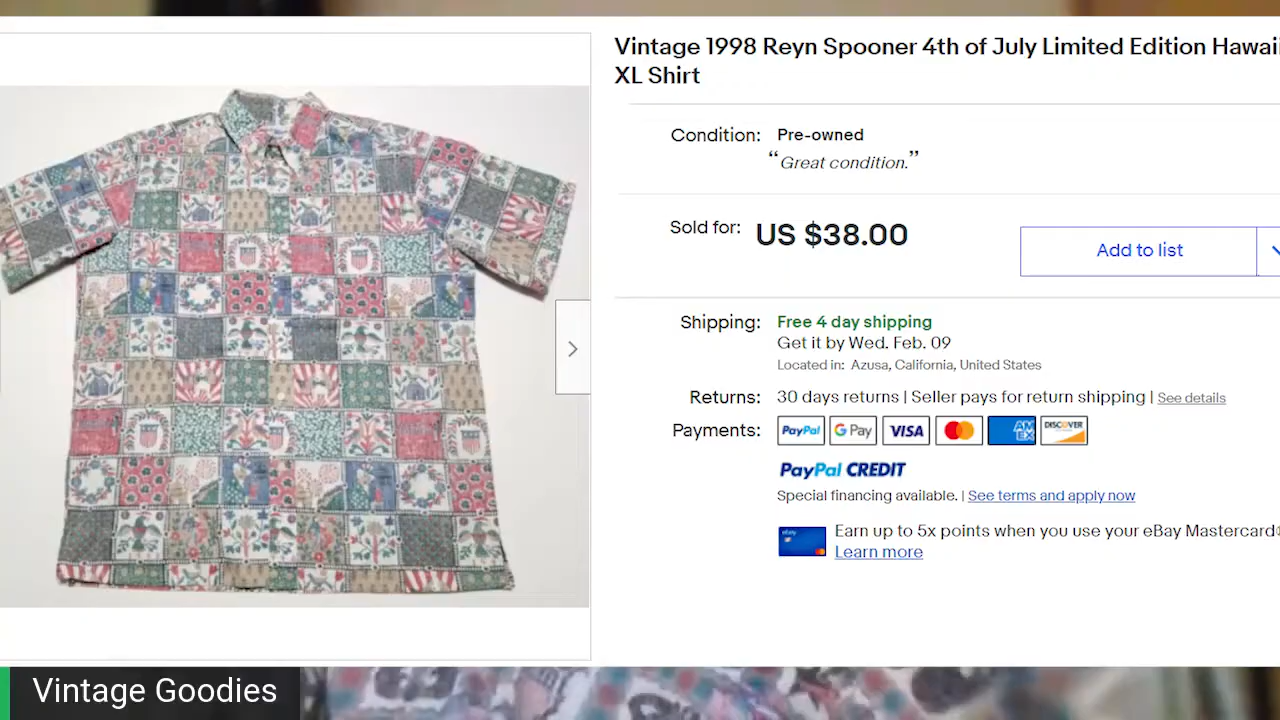 Vintage 1998 Reyn Spooner 4th of July Limited Edition Hawaii
XL Shirt
Condition: Pre-owned
“Great condition.”
Sold for: US $38.00
Add to list
Shipping: Free 4 day shipping
Get it by Wed. Feb. 09
Located in: Azusa, California, United States
Returns: 30 days returns | Seller pays for return shipping | See details
Payments: PayPal G Pay VISA AMEX DISCOVER
PayPal CREDIT
Special financing available. | See terms and apply now
ebay
Earn up to 5x points when you use your eBay Mastercard®
Learn more
Vintage Goodies